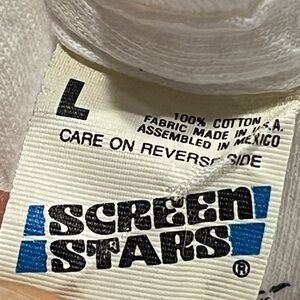 L
100% COTTON
FABRIC MADE IN U.S.A.
ASSEMBLED IN MEXICO
CARE ON REVERSE SIDE
SCREEN
STARS
®